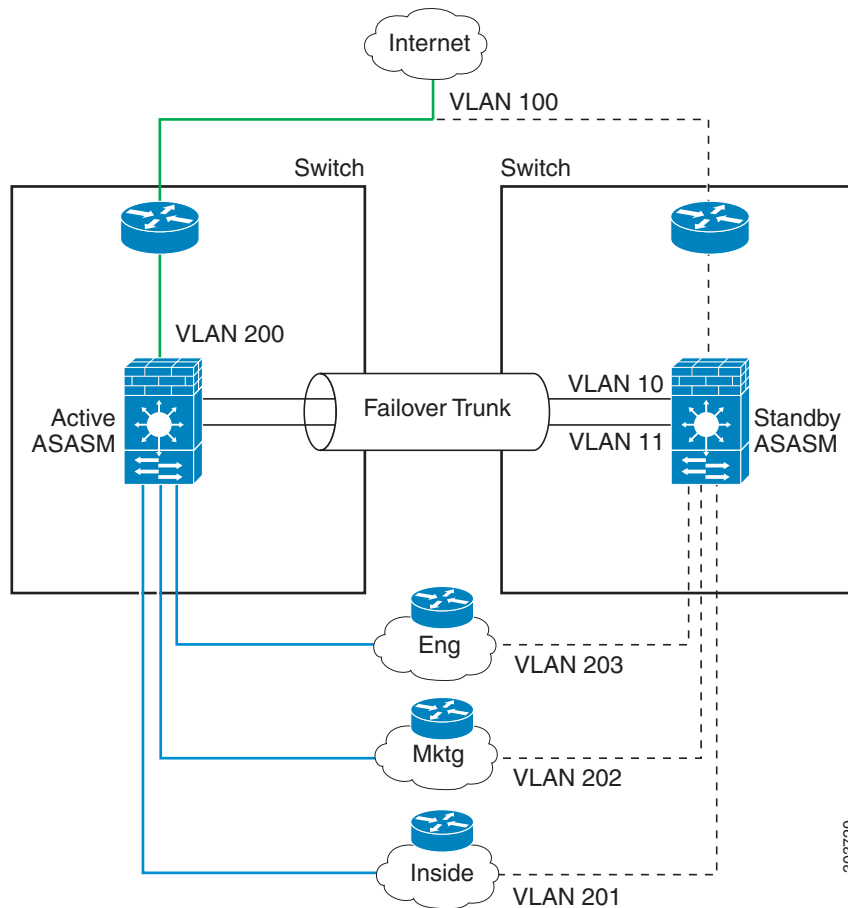 Internet
VLAN 100
Switch
Switch
VLAN 200
VLAN 10
Failover Trunk
Active
ASASM
Standby
ASASM
VLAN 11
Eng
VLAN 203
Mktg
VLAN 202
Inside
VLAN 201